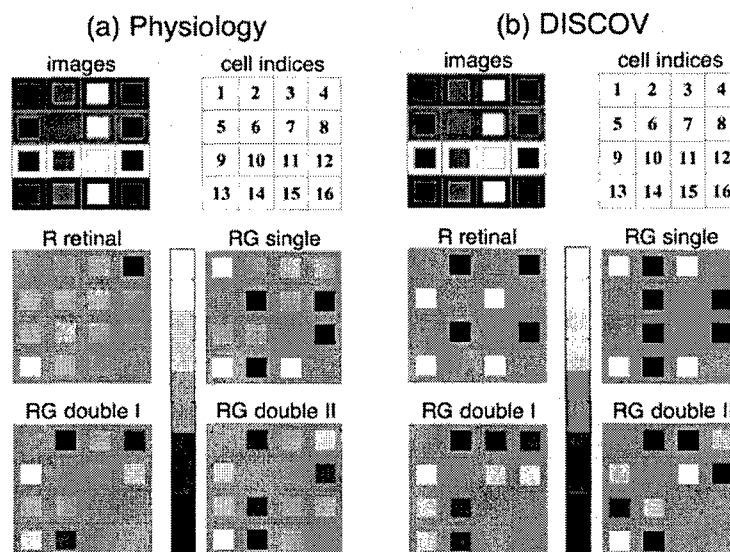 (a) Physiology
images
cell indices
1 2 3 4
5 6 7 8
9 10 11 12
13 14 15 16
R retinal
RG single
RG double I
RG double II
(b) DISCOV
images
cell indices
1 2 3 4
5 6 7 8
9 10 11 12
13 14 15 16
R retinal
RG single
RG double I
RG double II